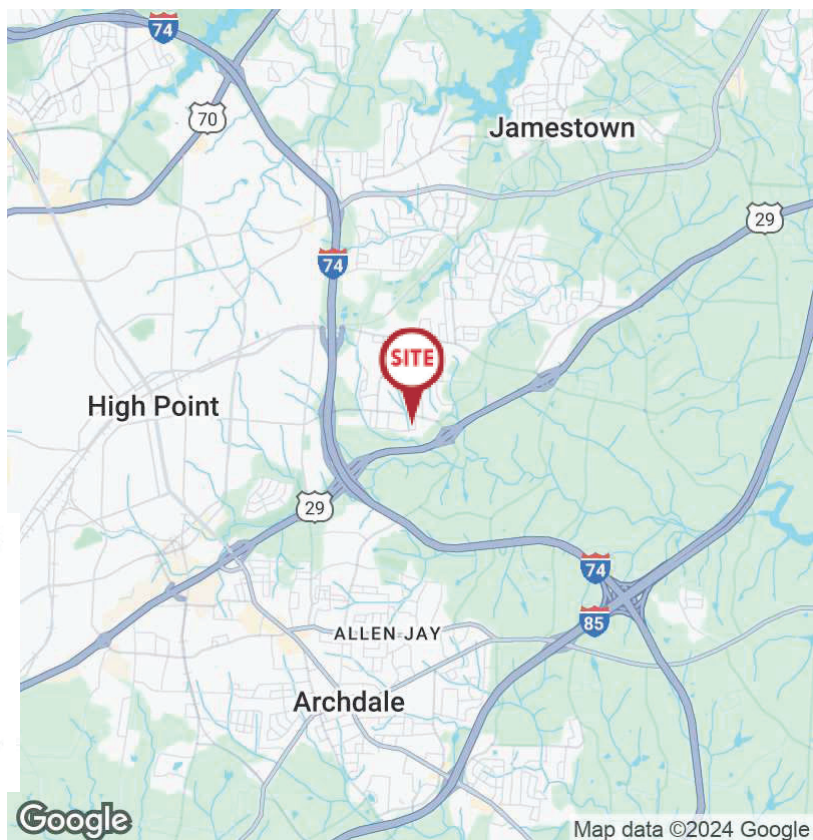 74
70
Jamestown
29
74
SITE
High Point
29
74
85
ALLEN JAY
Archdale
Google
Map data ©2024 Google